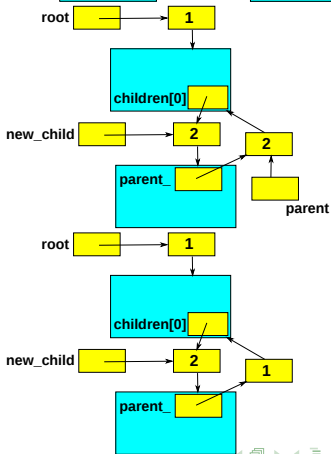 root 1
children[0]
new_child 2
2
parent_
parent
root 1
children[0]
new_child 2
1
parent_